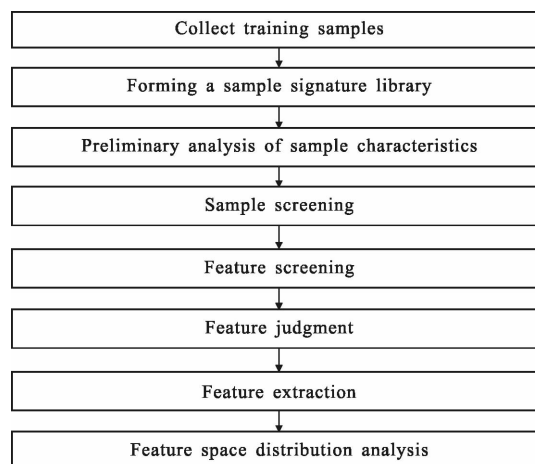 Collect training samples
Forming a sample signature library
Preliminary analysis of sample characteristics
Sample screening
Feature screening
Feature judgment
Feature extraction
Feature space distribution analysis